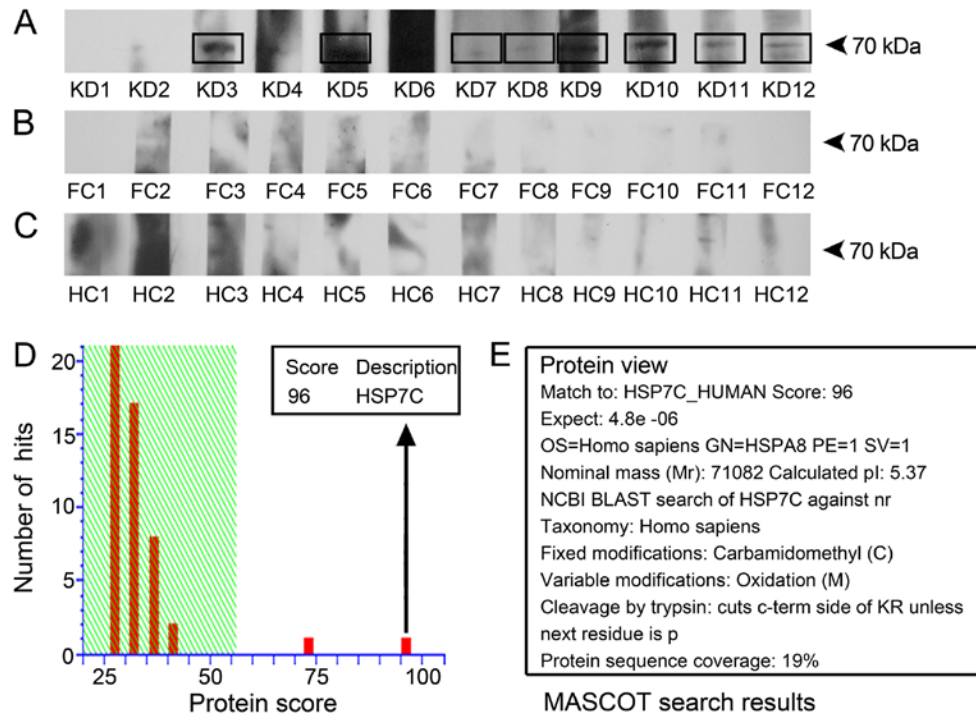 A
70 kDa
KD1 KD2 KD3 KD4 KD5 KD6 KD7 KD8 KD9 KD10 KD11 KD12
B
70 kDa
FC1 FC2 FC3 FC4 FC5 FC6 FC7 FC8 FC9 FC10 FC11 FC12
C
70 kDa
HC1 HC2 HC3 HC4 HC5 HC6 HC7 HC8 HC9 HC10 HC11 HC12
D
Number of hits
20
15
10
5
0
25 50 75 100
Protein score
Score Description
96 HSP7C
E
Protein view
Match to: HSP7C_HUMAN Score: 96
Expect: 4.8e -06
OS=Homo sapiens GN=HSPA8 PE=1 SV=1
Nominal mass (Mr): 71082 Calculated pI: 5.37
NCBI BLAST search of HSP7C against nr
Taxonomy: Homo sapiens
Fixed modifications: Carbamidomethyl (C)
Variable modifications: Oxidation (M)
Cleavage by trypsin: cuts c-term side of KR unless
next residue is p
Protein sequence coverage: 19%
MASCOT search results